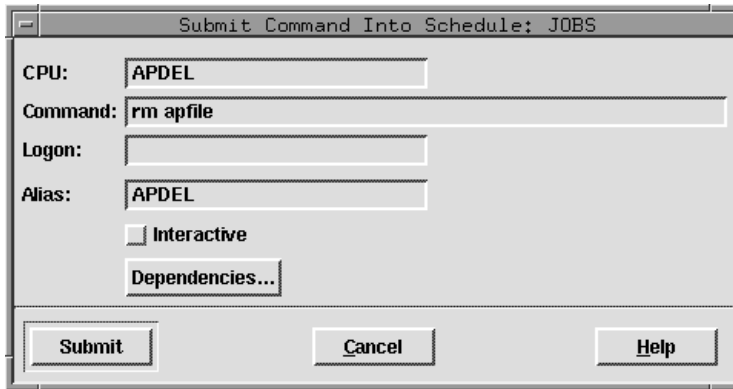 Submit Command Into Schedule: JOBS
CPU: APDEL
Command: rm apfile
Logon:
Alias: APDEL
Interactive
Dependencies...
Submit Cancel Help